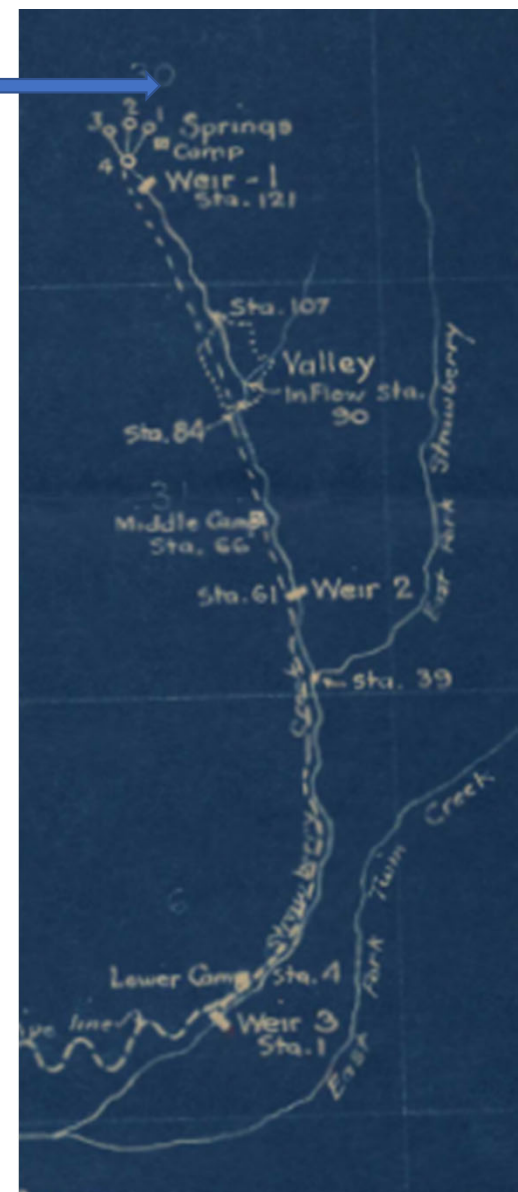 30
2
3
1
Springs
Camp
4
Weir - 1
Sta. 121
Sta. 107
Valley
InFlow Sta.
90
Sta. 84
31
Middle Camp
Sta. 66
Sta. 61
Weir 2
East Fork Strawberry
Sta. 39
Strawberry Creek
6
East Fork Twin Creek
Lower Camp
Sta. 4
pipe line
Weir 3
Sta. 1